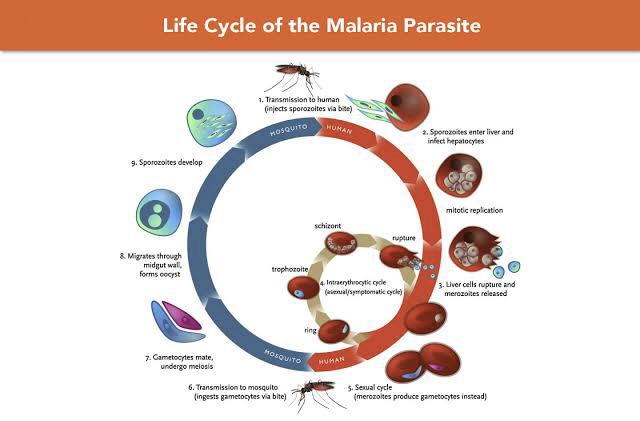 Life Cycle of the Malaria Parasite
1. Transmission to human
(injects sporozoites via bite)
MOSQUITO
HUMAN
2. Sporozoites enter liver and
infect hepatocytes
9. Sporozoites develop
mitotic replication
schizont
rupture
8. Migrates through
midgut wall,
forms oocyst
trophozoite
4. Intraerythrocytic cycle
(asexual/symptomatic cycle)
3. Liver cells rupture and
merozoites released
ring
7. Gametocytes mate,
undergo meiosis
MOSQUITO
HUMAN
6. Transmission to mosquito
(ingests gametocytes via bite)
5. Sexual cycle
(merozoites produce gametocytes instead)